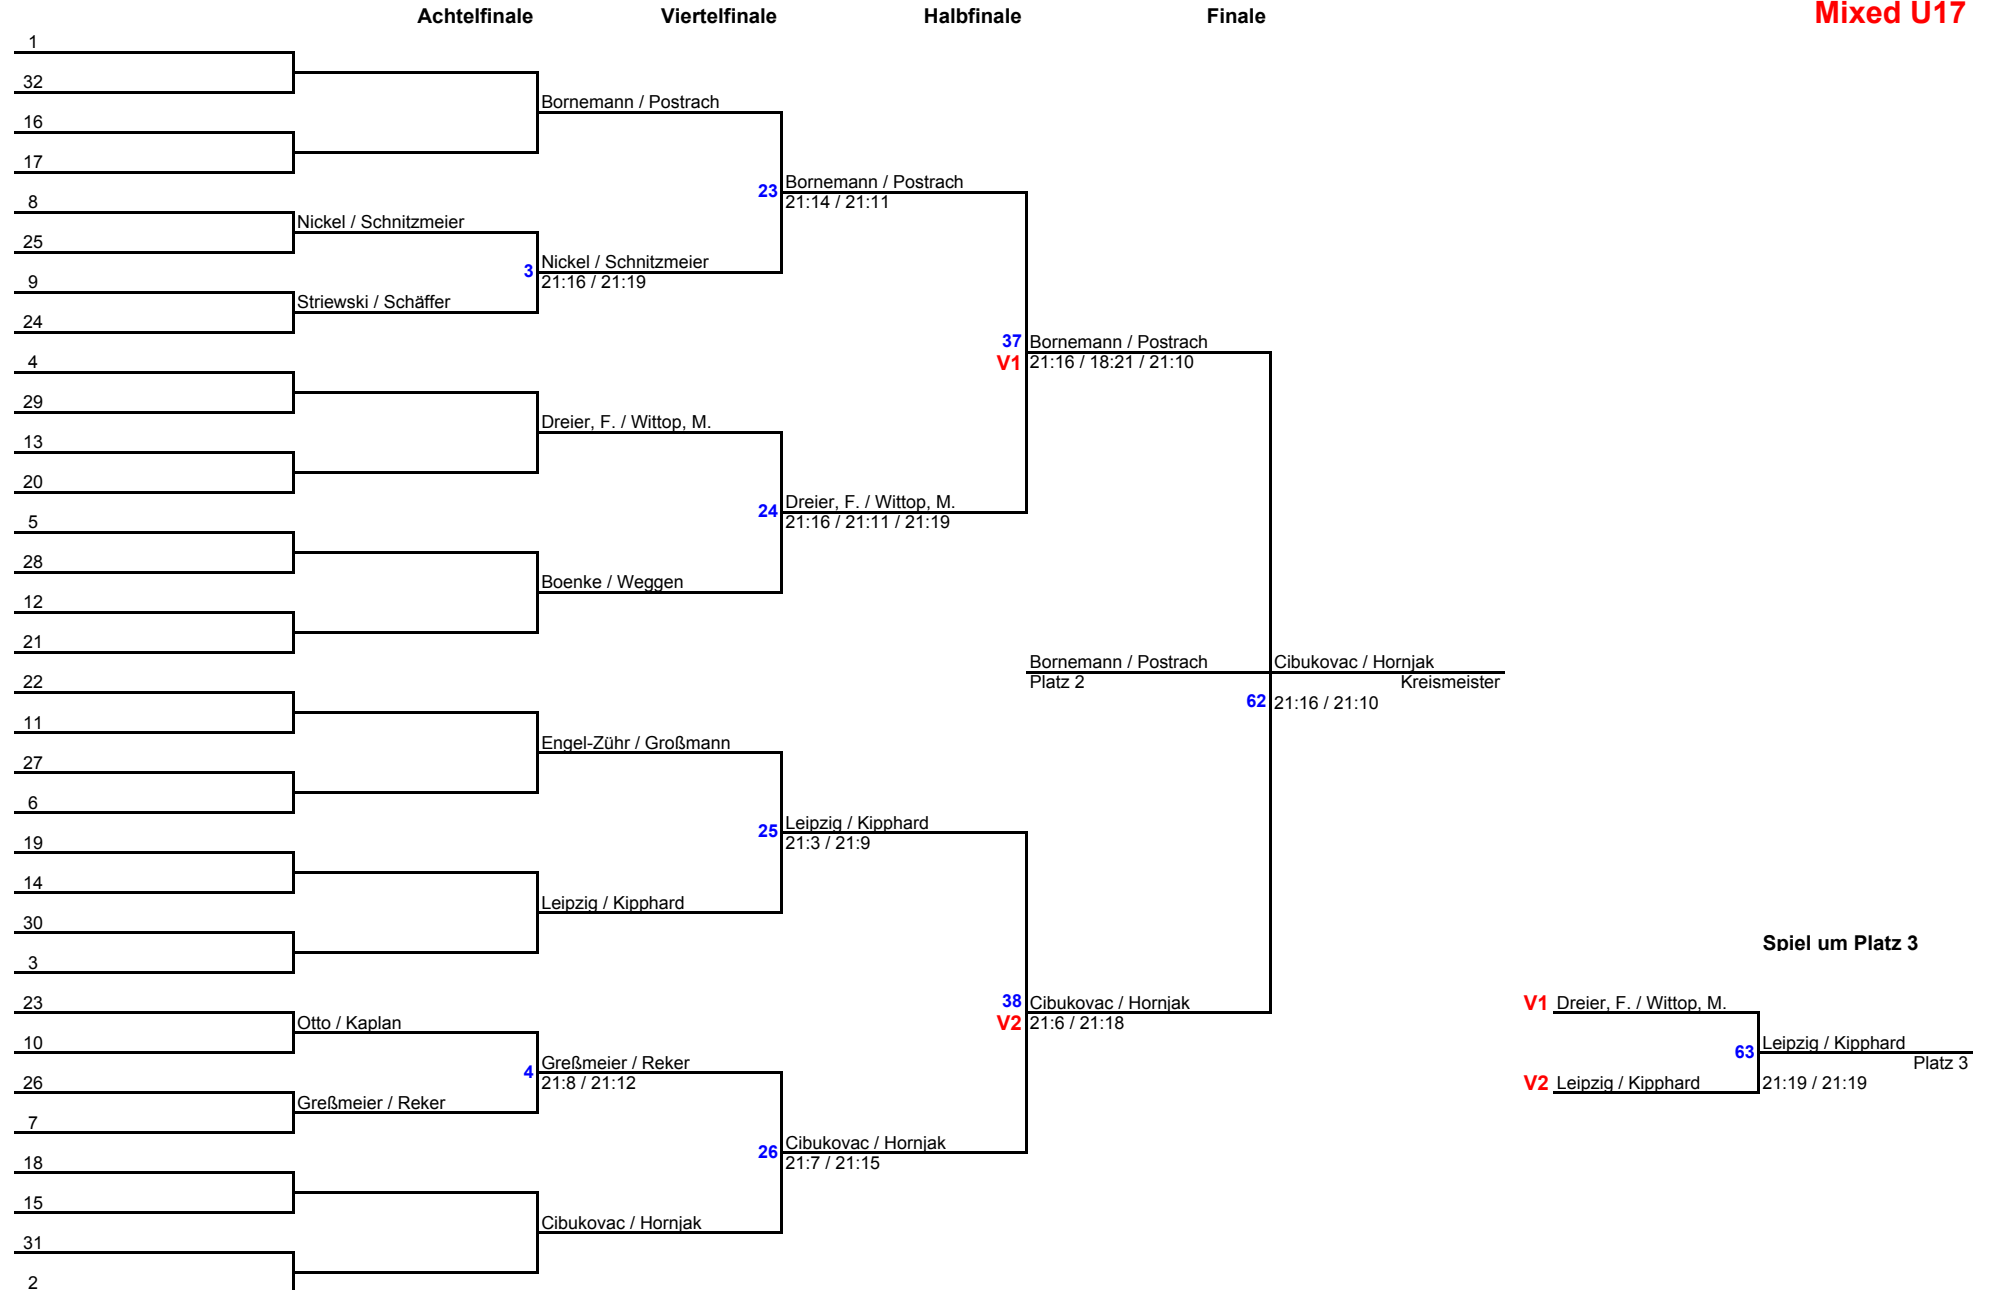 Achtelfinale Viertelfinale Halbfinale Finale Mixed U17
1
32
Bornemann / Postrach
16
17
23 Bornemann / Postrach
21:14 / 21:11
8
Nickel / Schnitzmeier
25
3 Nickel / Schnitzmeier
21:16 / 21:19
9
Striewski / Schäffer
24
37 Bornemann / Postrach
V1 21:16 / 18:21 / 21:10
4
29
Dreier, F. / Wittop, M.
13
20
24 Dreier, F. / Wittop, M.
21:16 / 21:11 / 21:19
5
28
Boenke / Weggen
12
21
Bornemann / Postrach Cibukovac / Hornjak
Platz 2 Kreismeister
62 21:16 / 21:10
22
11
Engel-Zühr / Großmann
27
6
25 Leipzig / Kipphard
21:3 / 21:9
19
14
Leipzig / Kipphard
30
3
38 Cibukovac / Hornjak
V2 21:6 / 21:18
23
Otto / Kaplan
10
4 Greßmeier / Reker
21:8 / 21:12
26
Greßmeier / Reker
7
26 Cibukovac / Hornjak
21:7 / 21:15
18
15
Cibukovac / Hornjak
31
2
Spiel um Platz 3
V1 Dreier, F. / Wittop, M.
63 Leipzig / Kipphard
Platz 3
V2 Leipzig / Kipphard 21:19 / 21:19